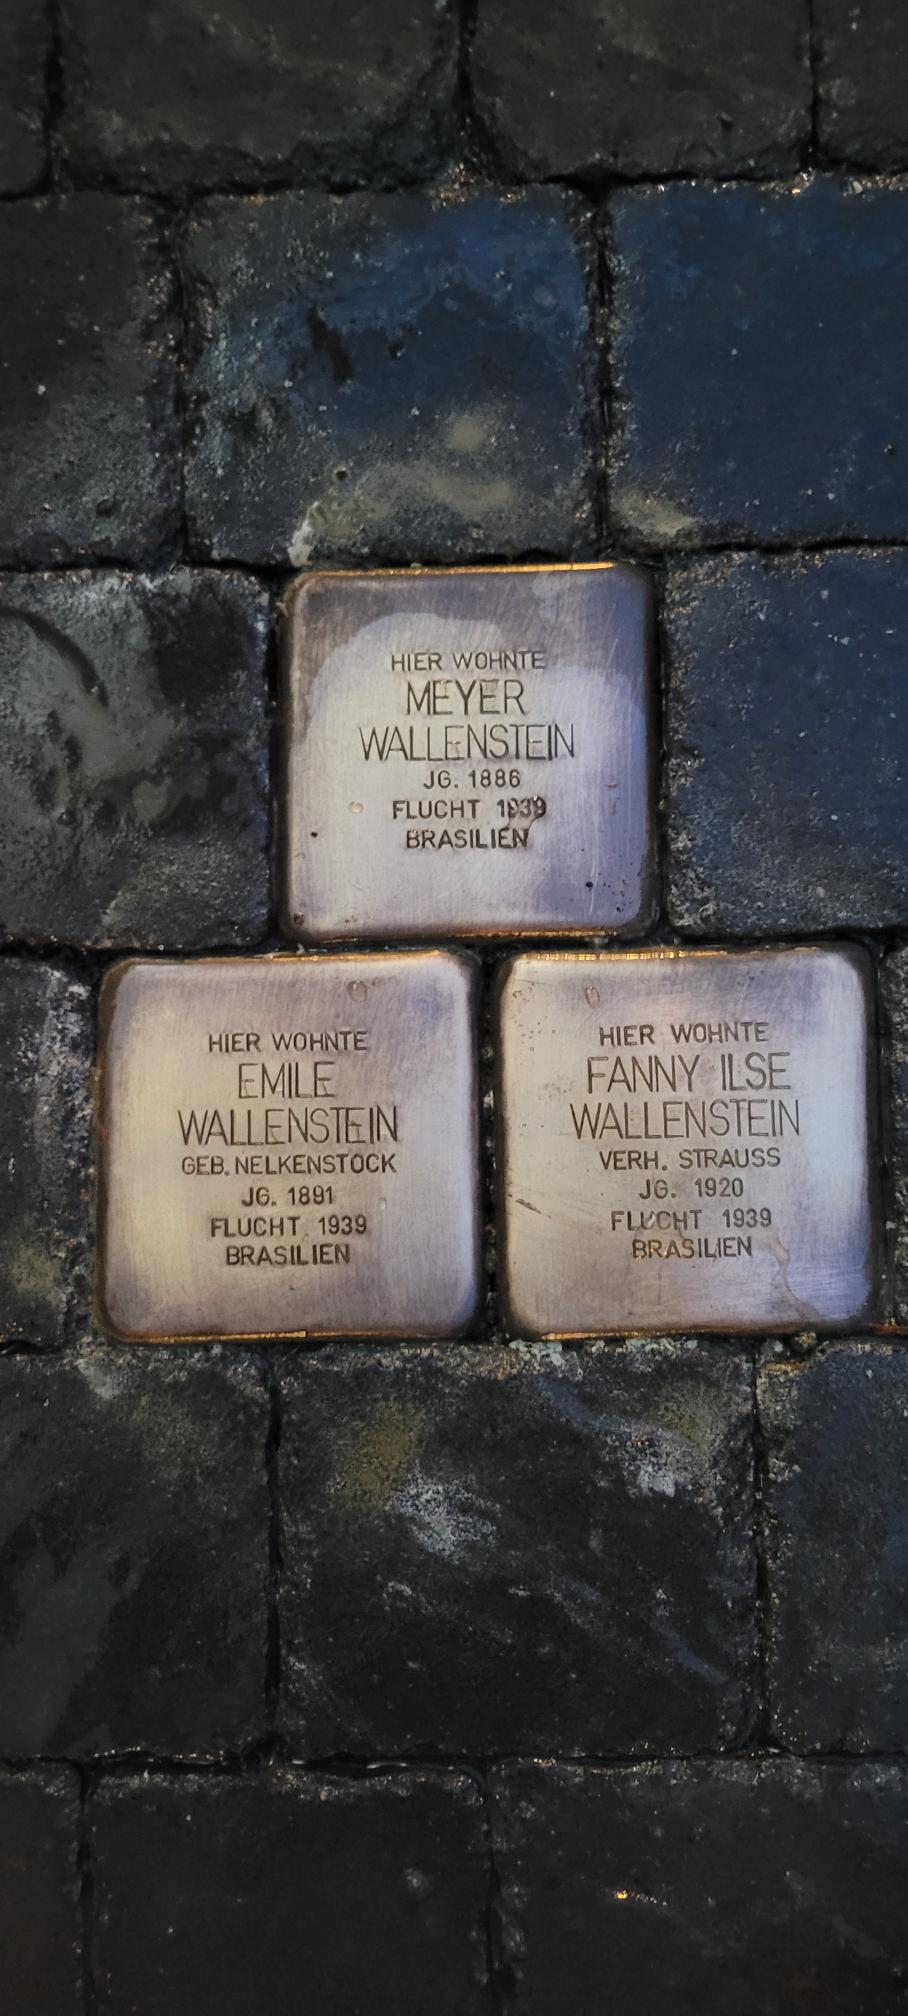 HIER WOHNTE
MEYER
WALLENSTEIN
JG. 1886
FLUCHT 1939
BRASILIEN
HIER WOHNTE
EMILE
WALLENSTEIN
GEB. NELKENSTOCK
JG. 1891
FLUCHT 1939
BRASILIEN
HIER WOHNTE
FANNY ILSE
WALLENSTEIN
VERH. STRAUSS
JG. 1920
FLUCHT 1939
BRASILIEN